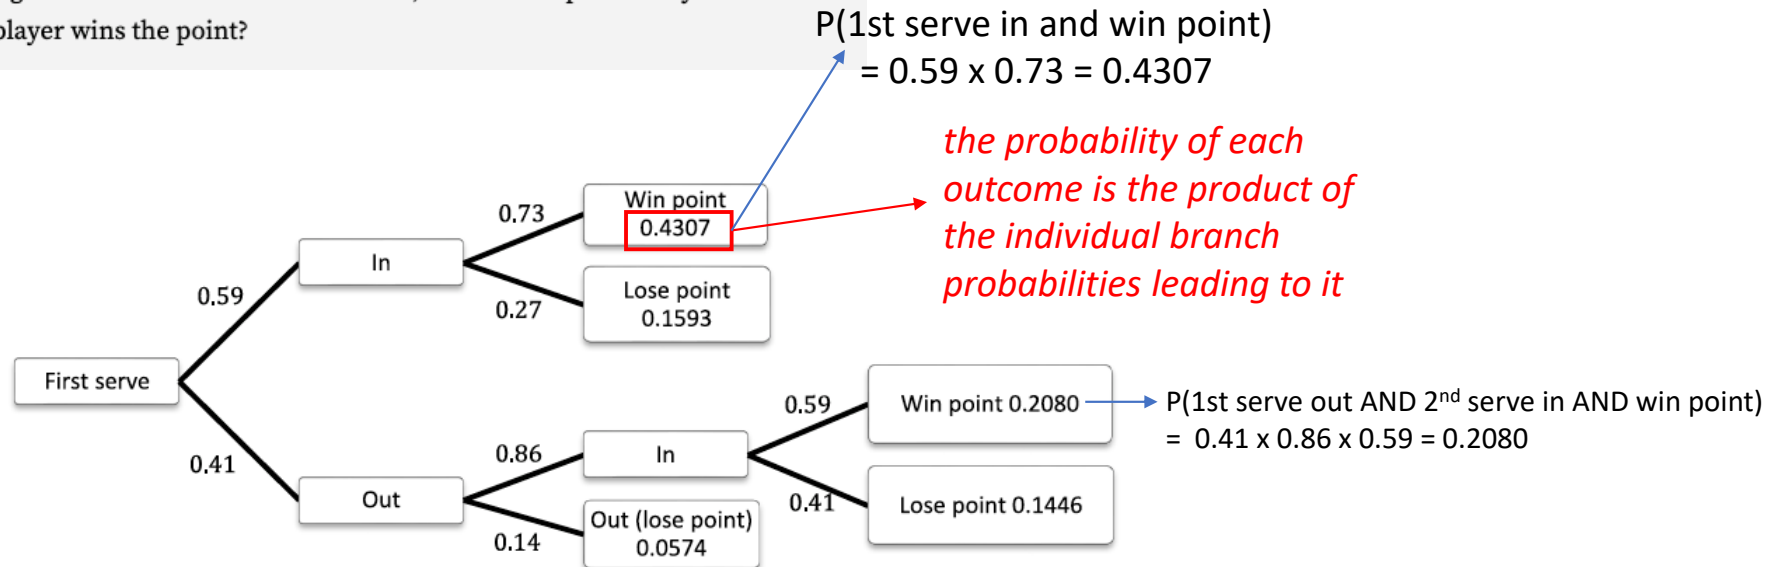 player wins the point?
P(1st serve in and win point)
= 0.59 x 0.73 = 0.4307
the probability of each
outcome is the product of
the individual branch
probabilities leading to it
Win point
0.4307
0.73
In
0.59
0.27
Lose point
0.1593
First serve
0.41
Out
0.86
In
0.14
Out (lose point)
0.0574
0.59
Win point 0.2080
0.41
Lose point 0.1446
P(1st serve out AND 2nd serve in AND win point)
= 0.41 x 0.86 x 0.59 = 0.2080